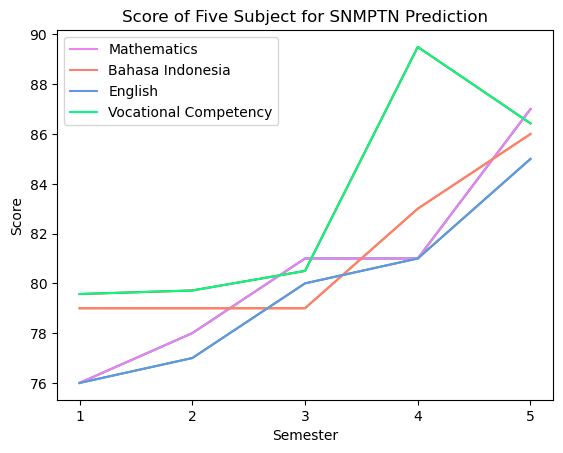 Score of Five Subject for SNMPTN Prediction
Mathematics
Bahasa Indonesia
English
Vocational Competency
Score
90
88
86
84
82
80
78
76
1
2
3
4
5
Semester